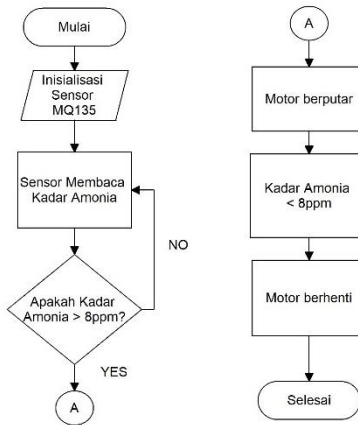 Mulai
Inisialisasi
Sensor
MQ135
Sensor Membaca
Kadar Amonia
NO
Apakah Kadar
Amonia > 8ppm?
YES
A
A
Motor berputar
Kadar Amonia
< 8ppm
Motor berhenti
Selesai